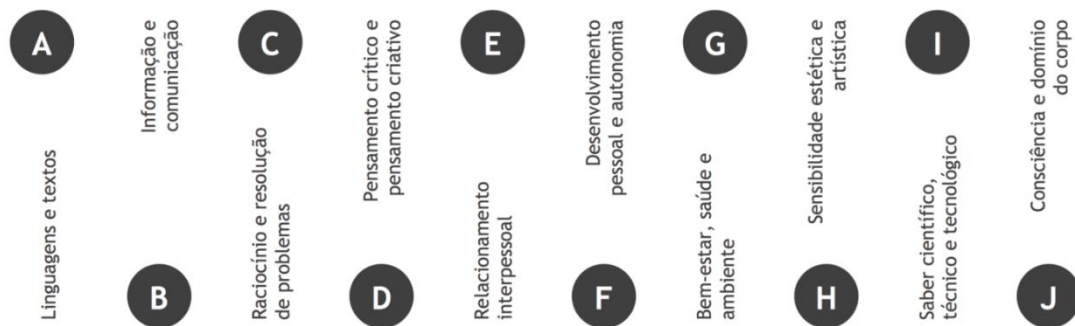 A
Linguagens e textos
Informação e
comunicação
B
C
Raciocínio e resolução
de problemas
Pensamento crítico e
pensamento criativo
D
E
Relacionamento
interpessoal
Desenvolvimento
pessoal e autonomia
F
G
Bem-estar, saúde e
ambiente
Sensibilidade estética e
artística
H
I
Saber científico,
técnico e tecnológico
Consciência e domínio
do corpo
J